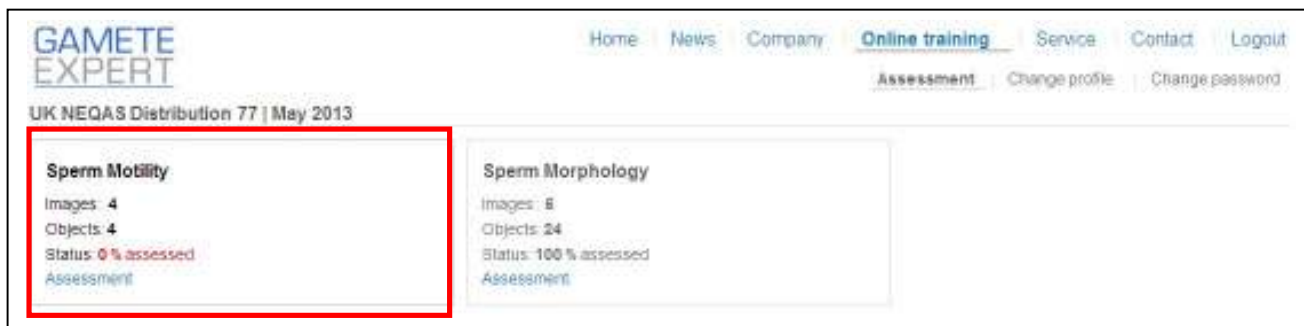 GAMETE
EXPERT
Home News Company Online training Service Contact Logout
Assessment Change profile Change password
UK NEQAS Distribution 77 | May 2013
Sperm Motility
Images: 4
Objects: 4
Status: 0 % assessed
Assessment
Sperm Morphology
Images: 6
Objects: 24
Status: 100 % assessed
Assessment